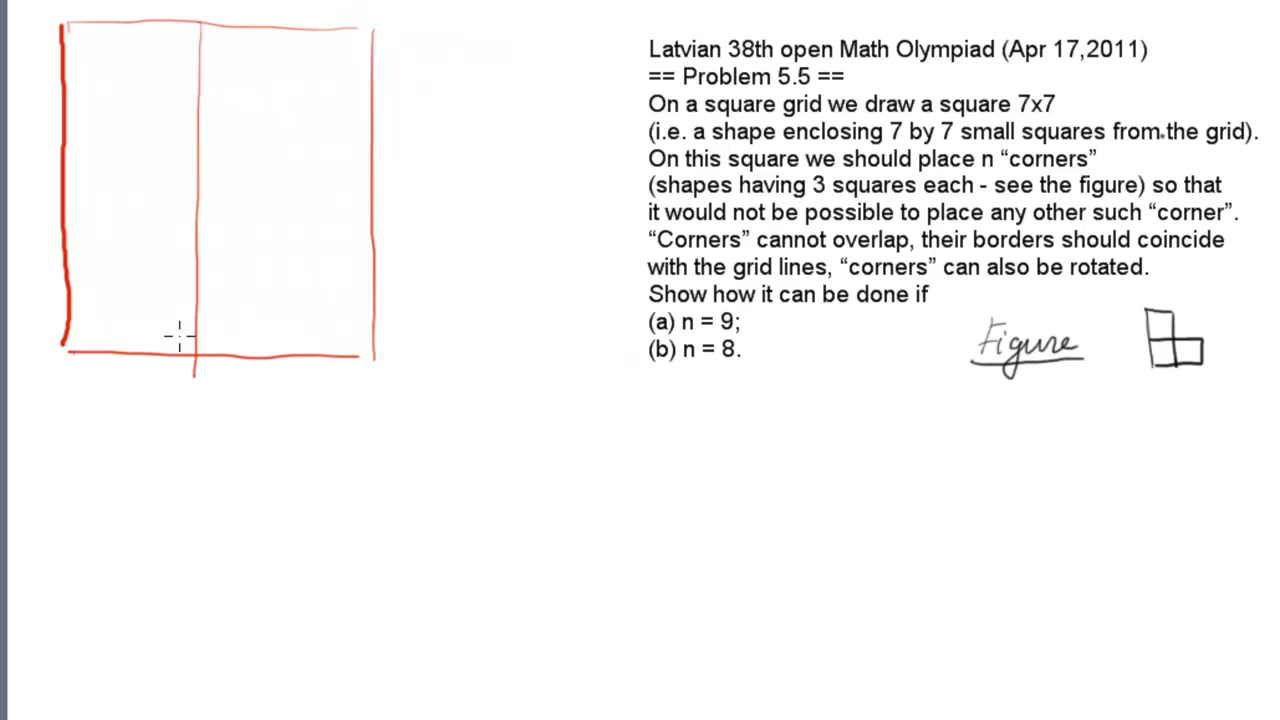 Latvian 38th open Math Olympiad (Apr 17,2011)
== Problem 5.5 ==
On a square grid we draw a square 7x7
(i.e. a shape enclosing 7 by 7 small squares from the grid).
On this square we should place n “corners”
(shapes having 3 squares each - see the figure) so that
it would not be possible to place any other such “corner”.
“Corners” cannot overlap, their borders should coincide
with the grid lines, “corners” can also be rotated.
Show how it can be done if
(a) n = 9;
(b) n = 8.
Figure